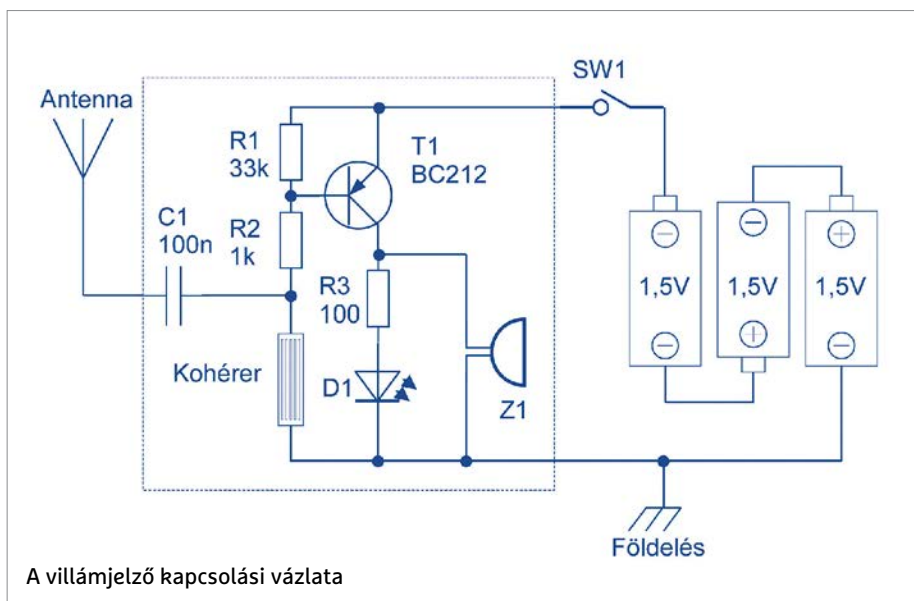 Antenna
SW1
R1
33k
T1
BC212
C1
100n
R2
1k
R3
100
Kohérer
D1
Z1
⊖ ⊖ ⊕
1,5V 1,5V 1,5V
⊖ ⊕ ⊖
Földelés
A villámjelző kapcsolási vázlata